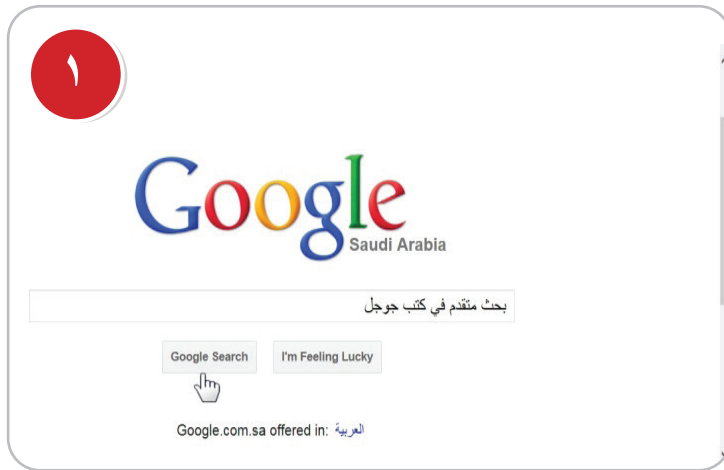 ١
Google
Saudi Arabia
بحث متقدم في كتب جوجل
Google Search I'm Feeling Lucky
Google.com.sa offered in: العربية